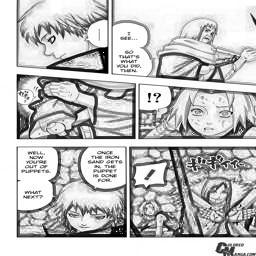 I
SEE...
SO
THAT'S
WHAT
YOU DID,
THEN.
...
!?
ONCE
THE IRON
SAND GETS
IN, THE
PUPPET
IS DONE
FOR.
WELL,
NOW
YOU'RE
OUT OF
PUPPETS.
WHAT
NEXT?
!
COLORED
MANGA.COM